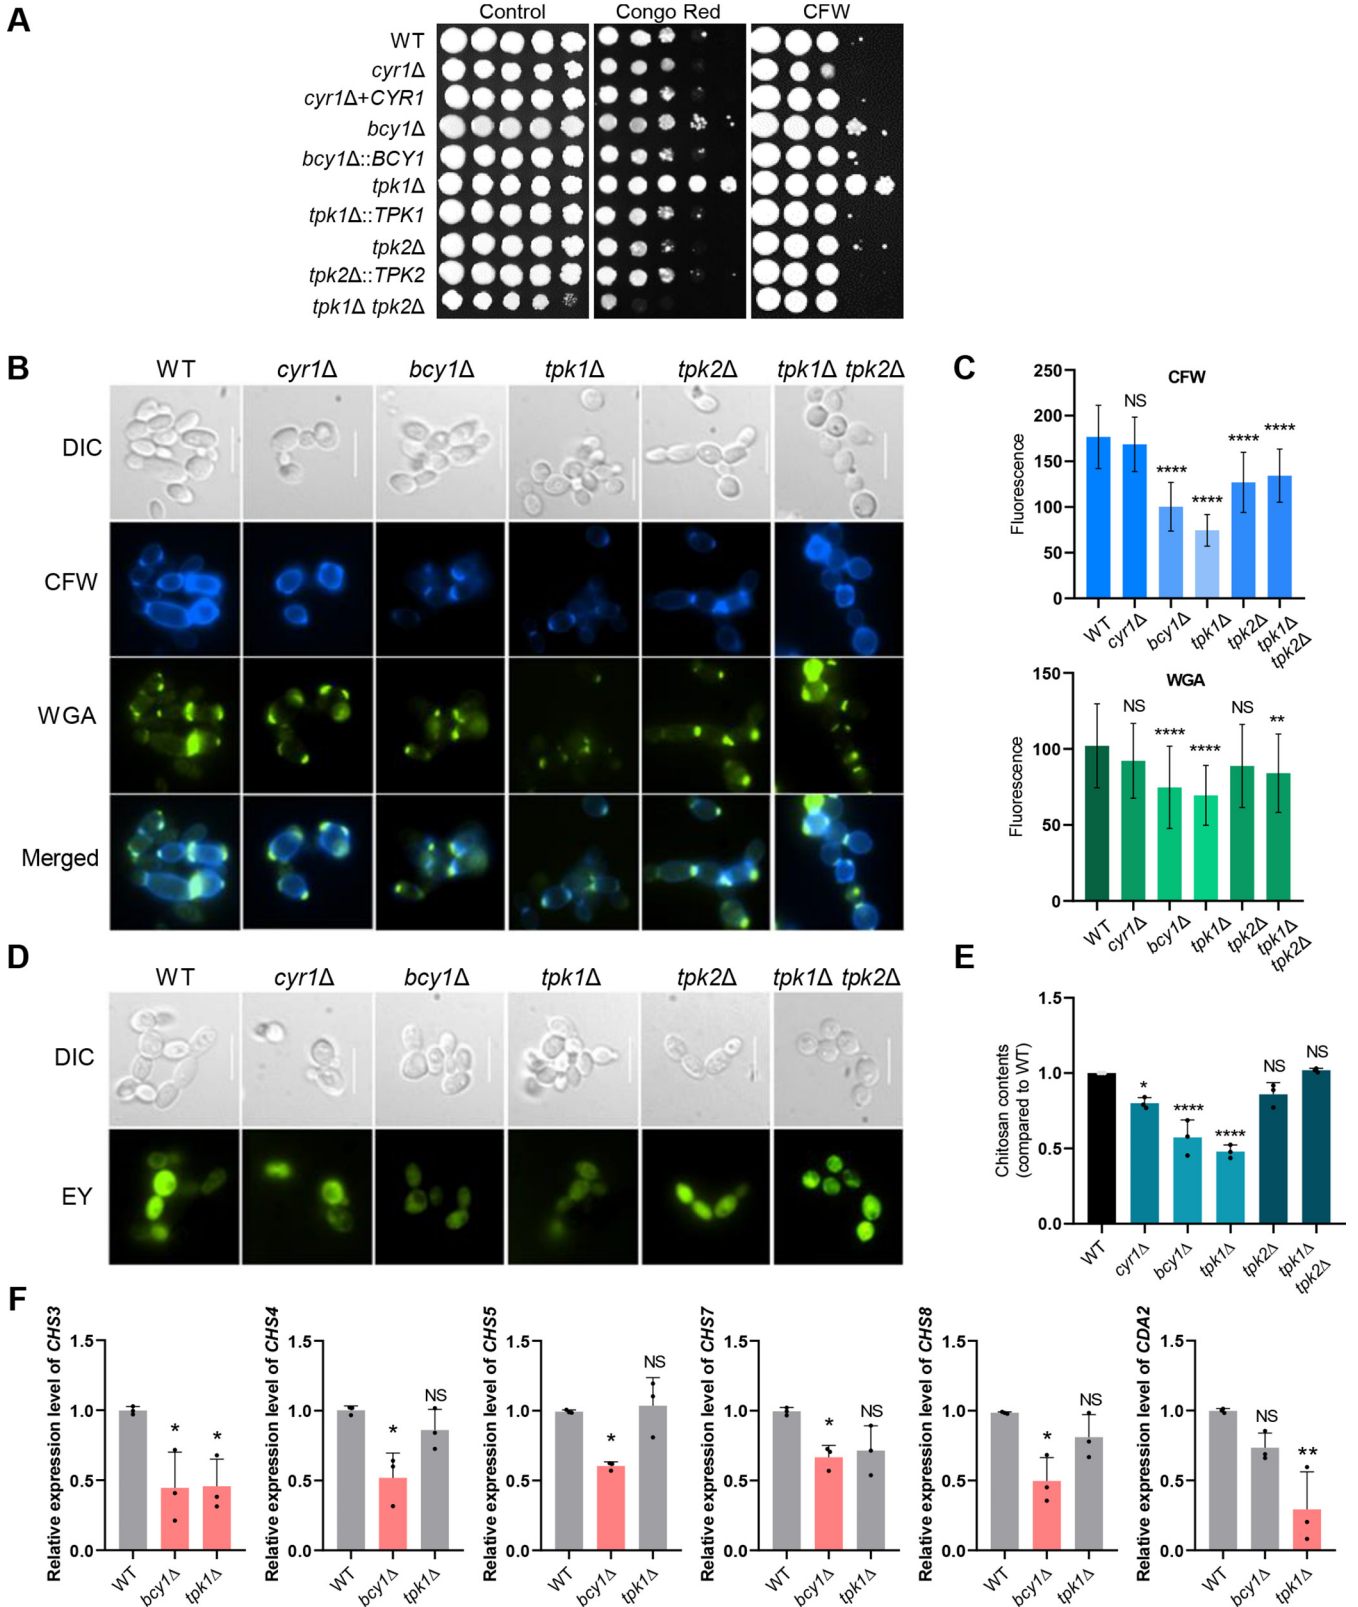 A
Control Congo Red CFW
WT
cyr1Δ
cyr1Δ+CYR1
bcy1Δ
bcy1Δ::BCY1
tpk1Δ
tpk1Δ::TPK1
tpk2Δ
tpk2Δ::TPK2
tpk1Δ tpk2Δ
B
WT cyr1Δ bcy1Δ tpk1Δ tpk2Δ tpk1Δ tpk2Δ
DIC
CFW
WGA
Merged
C
CFW
Fluorescence
250
200
150
100
50
0
NS
****
****
****
****
WT cyr1Δ bcy1Δ tpk1Δ tpk2Δ tpk1Δ tpk2Δ
WGA
Fluorescence
150
100
50
0
NS
****
****
NS
**
WT cyr1Δ bcy1Δ tpk1Δ tpk2Δ tpk1Δ tpk2Δ
D
WT cyr1Δ bcy1Δ tpk1Δ tpk2Δ tpk1Δ tpk2Δ
DIC
EY
E
Chitosan contents
(compared to WT)
1.5
1.0
0.5
0.0
*
****
****
NS
NS
WT cyr1Δ bcy1Δ tpk1Δ tpk2Δ tpk1Δ tpk2Δ
F
Relative expression level of CHS3
1.5
1.0
0.5
0.0
*
*
WT bcy1Δ tpk1Δ
Relative expression level of CHS4
1.5
1.0
0.5
0.0
*
NS
WT bcy1Δ tpk1Δ
Relative expression level of CHS5
1.5
1.0
0.5
0.0
*
NS
WT bcy1Δ tpk1Δ
Relative expression level of CHS7
1.5
1.0
0.5
0.0
*
NS
WT bcy1Δ tpk1Δ
Relative expression level of CHS8
1.5
1.0
0.5
0.0
*
NS
WT bcy1Δ tpk1Δ
Relative expression level of CDA2
1.5
1.0
0.5
0.0
NS
**
WT bcy1Δ tpk1Δ